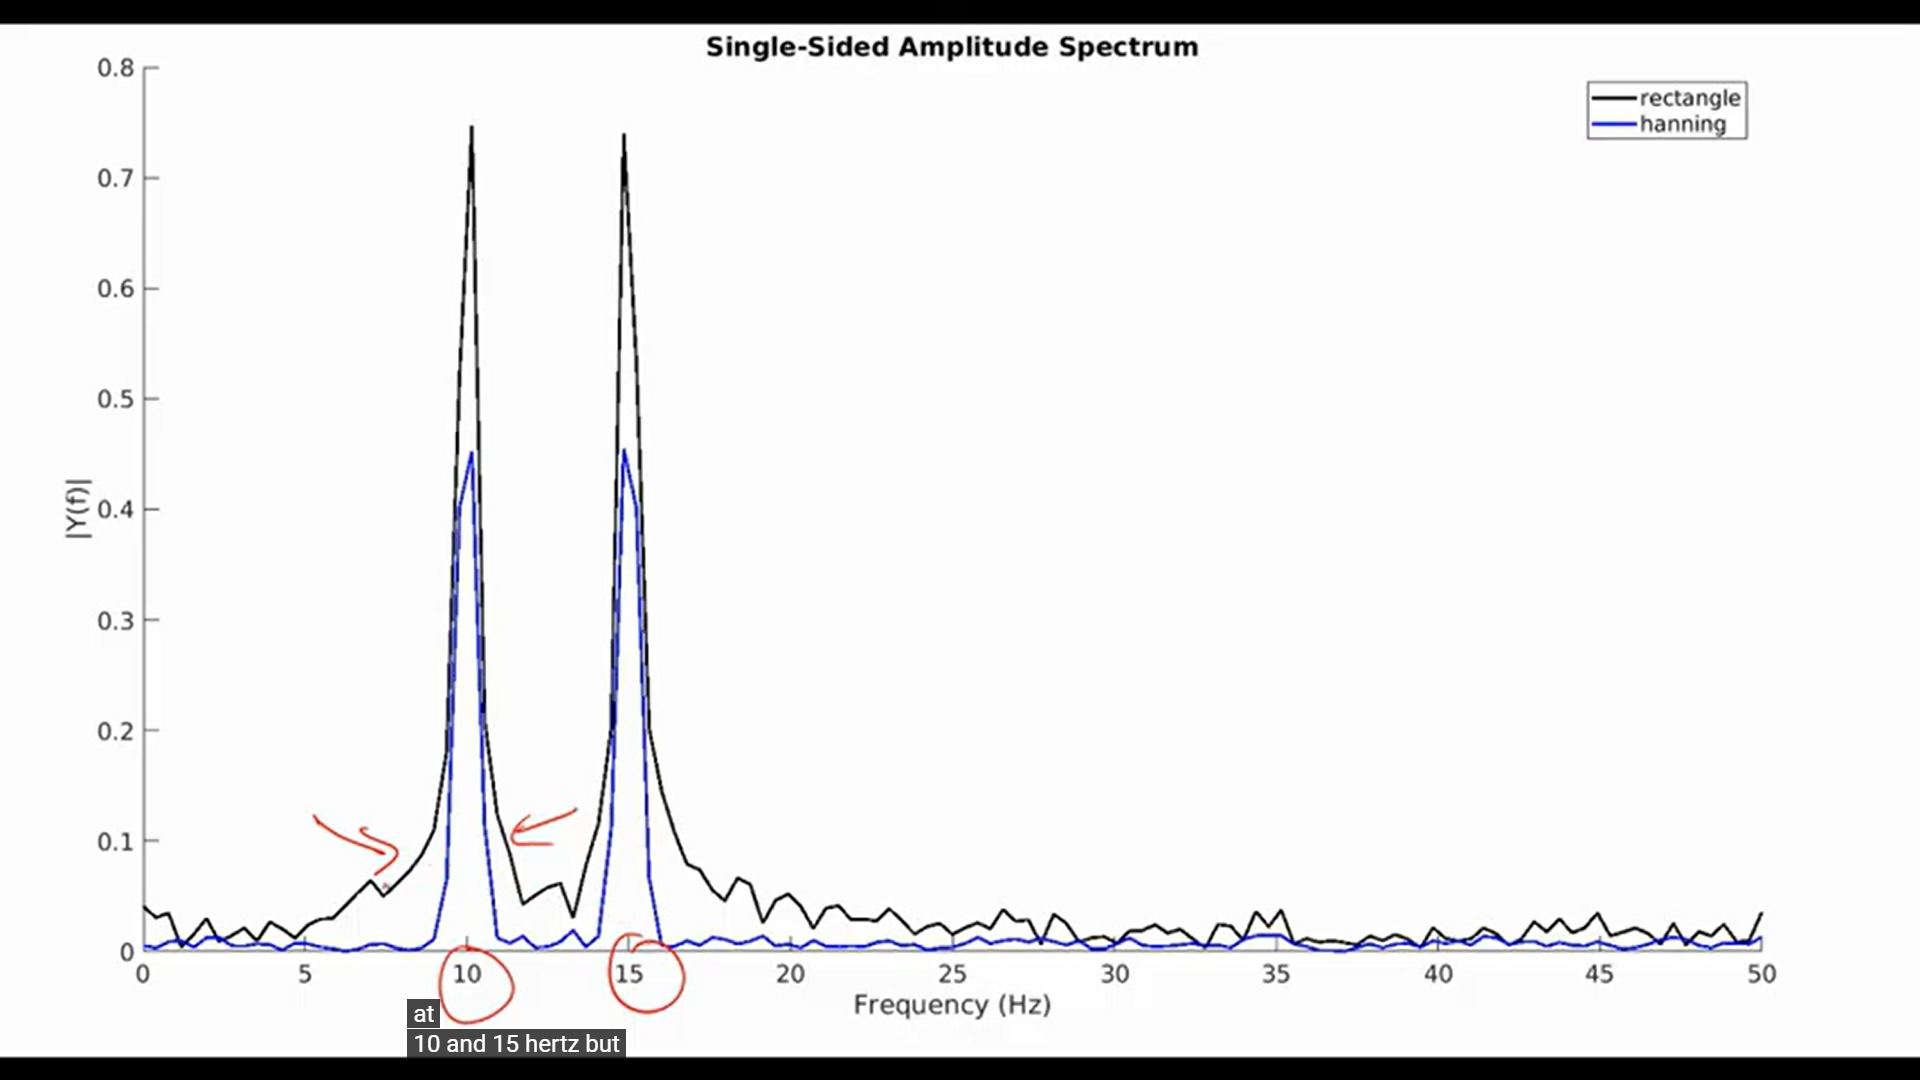 Single-Sided Amplitude Spectrum
rectangle
hanning
0.8
0.7
0.6
0.5
0.4
0.3
0.2
0.1
0
|Y(f)|
0 5 10 15 20 25 30 35 40 45 50
Frequency (Hz)
at
10 and 15 hertz but